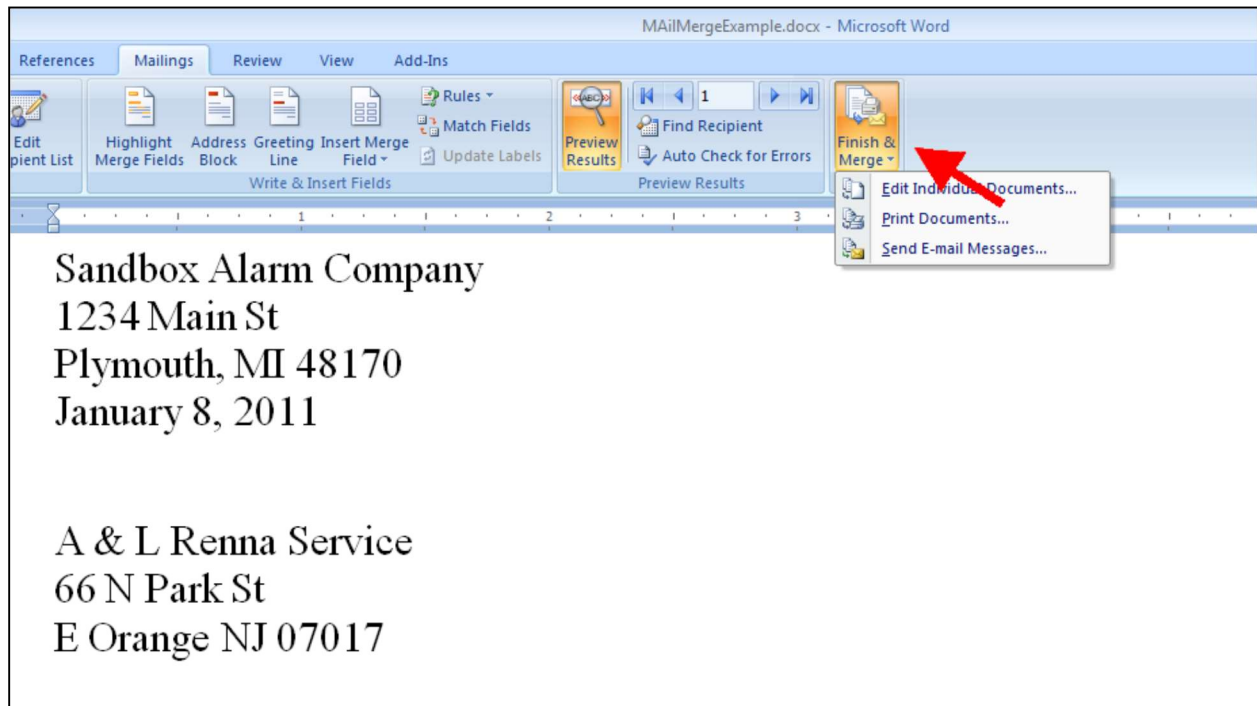 MAilMergeExample.docx - Microsoft Word
References Mailings Review View Add-Ins
Edit
pient List
Highlight
Merge Fields
Address
Block
Greeting
Line
Insert Merge
Field
Rules
Match Fields
Update Labels
Write & Insert Fields
«ABC»
Preview
Results
1
Find Recipient
Auto Check for Errors
Preview Results
Finish &
Merge
Edit Individual Documents...
Print Documents...
Send E-mail Messages...
1 2 3
Sandbox Alarm Company
1234 Main St
Plymouth, MI 48170
January 8, 2011
A & L Renna Service
66 N Park St
E Orange NJ 07017